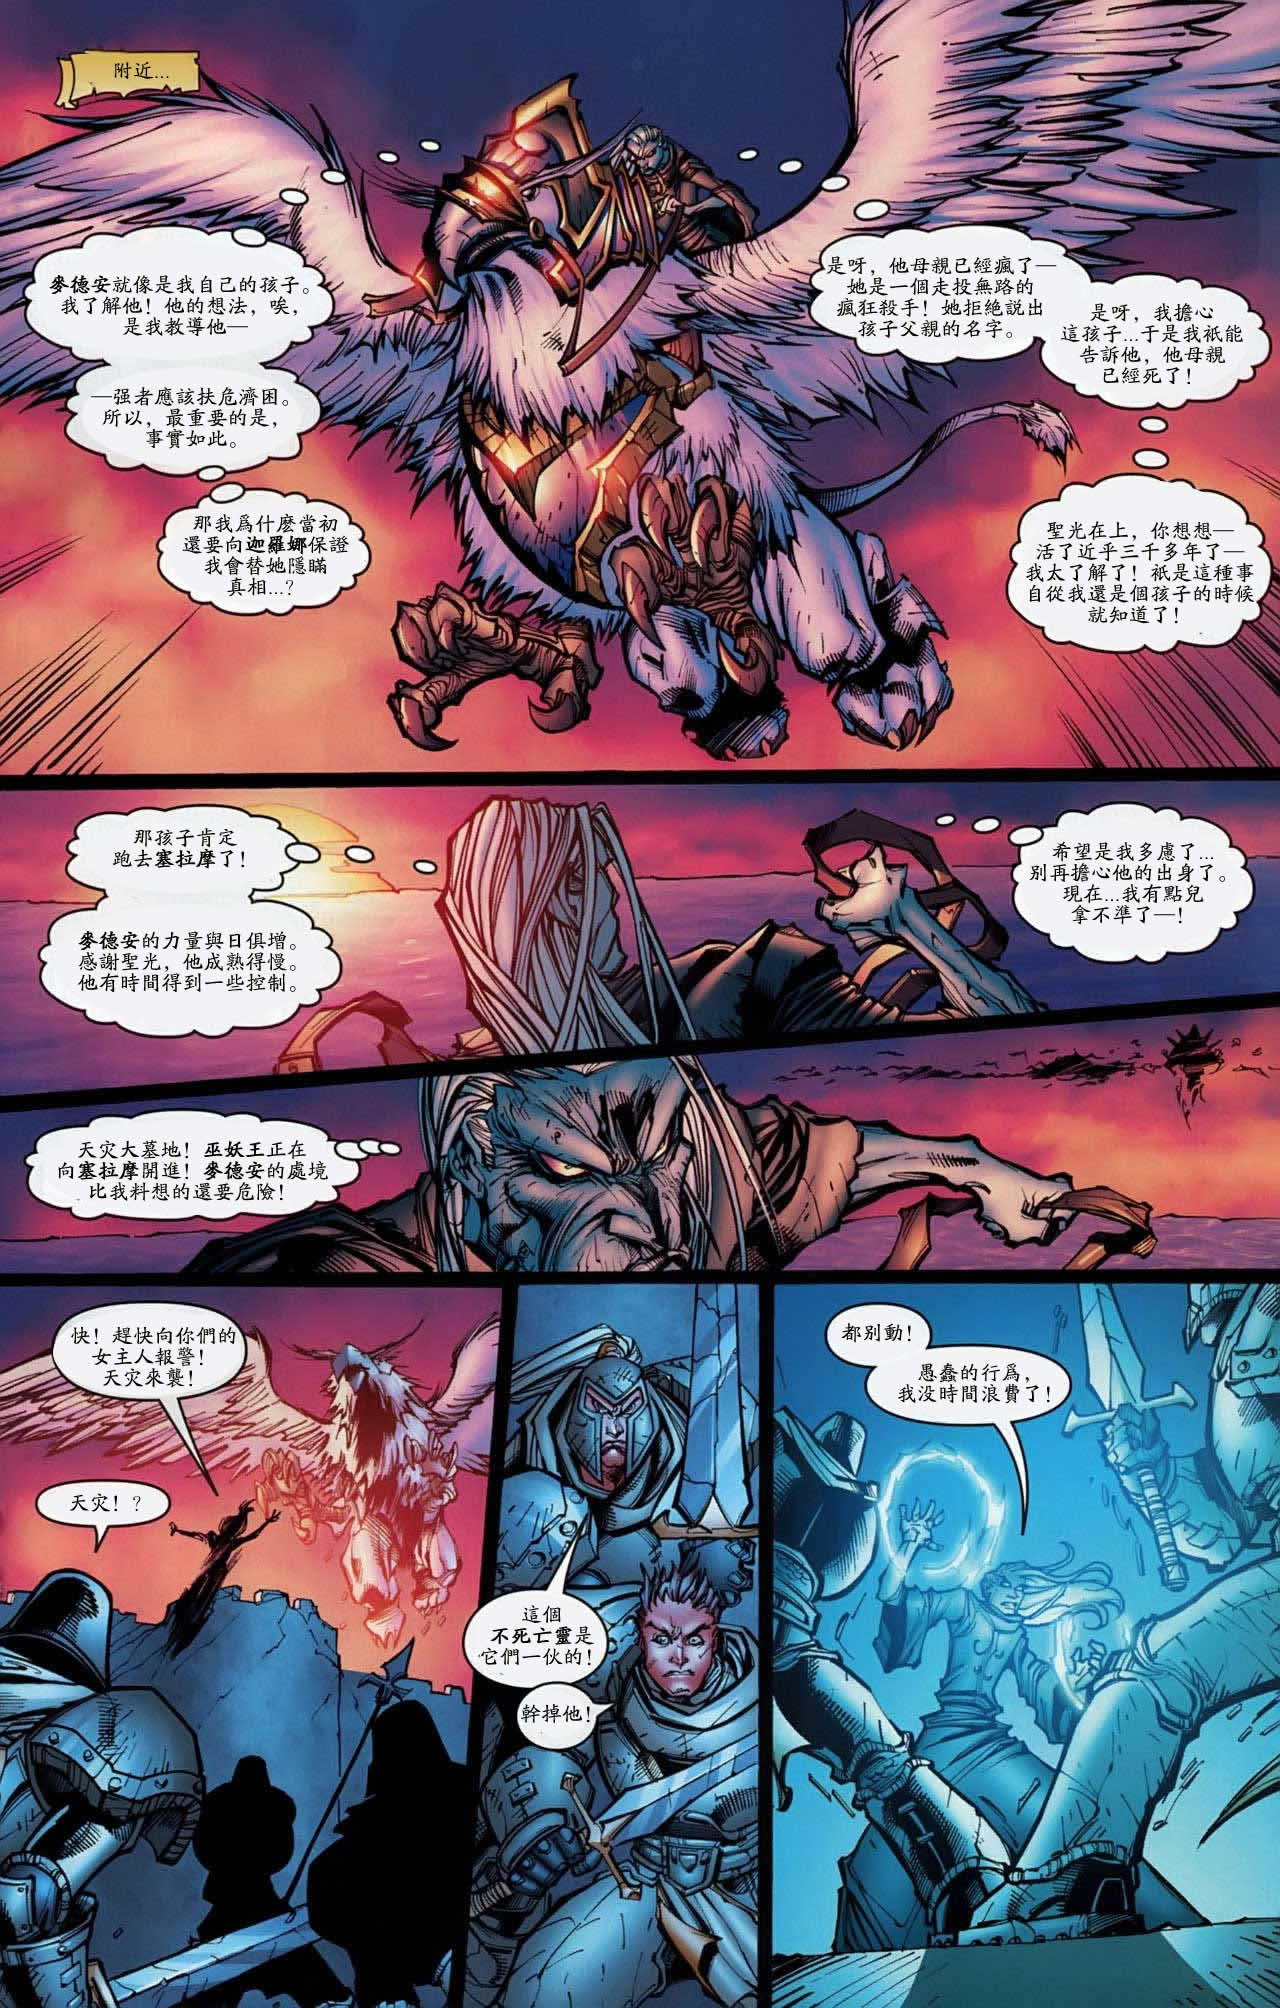 附近...
麥德安就像是我自己的孩子。
我了解他！他的想法，唉，
是我教導他—
—强者應該扶危濟困。
所以，最重要的是，
事實如此。
那我爲什麽當初
還要向迦羅娜保證
我會替她隱瞞
真相...？
是呀，他母親已經瘋了—
她是一個走投無路的
瘋狂殺手！她拒絶説出
孩子父親的名字。
是呀，我擔心
這孩子...于是我衹能
告訴他，他母親
已經死了！
聖光在上，你想想—
活了近乎三千多年了—
我太了解了！衹是這種事
自從我還是個孩子的時候
就知道了！
那孩子肯定
跑去塞拉摩了！
麥德安的力量與日俱增。
感謝聖光，他成熟得慢。
他有時間得到一些控制。
希望是我多慮了...
别再擔心他的出身了。
現在...我有點兒
拿不準了—！
天灾大墓地！巫妖王正在
向塞拉摩開進！麥德安的處境
比我料想的還要危險！
快！趕快向你們的
女主人報警！
天灾來襲！
天灾！？
這個
不死亡靈是
它們一伙的！
幹掉他！
都别動！
愚蠢的行爲，
我没時間浪費了！